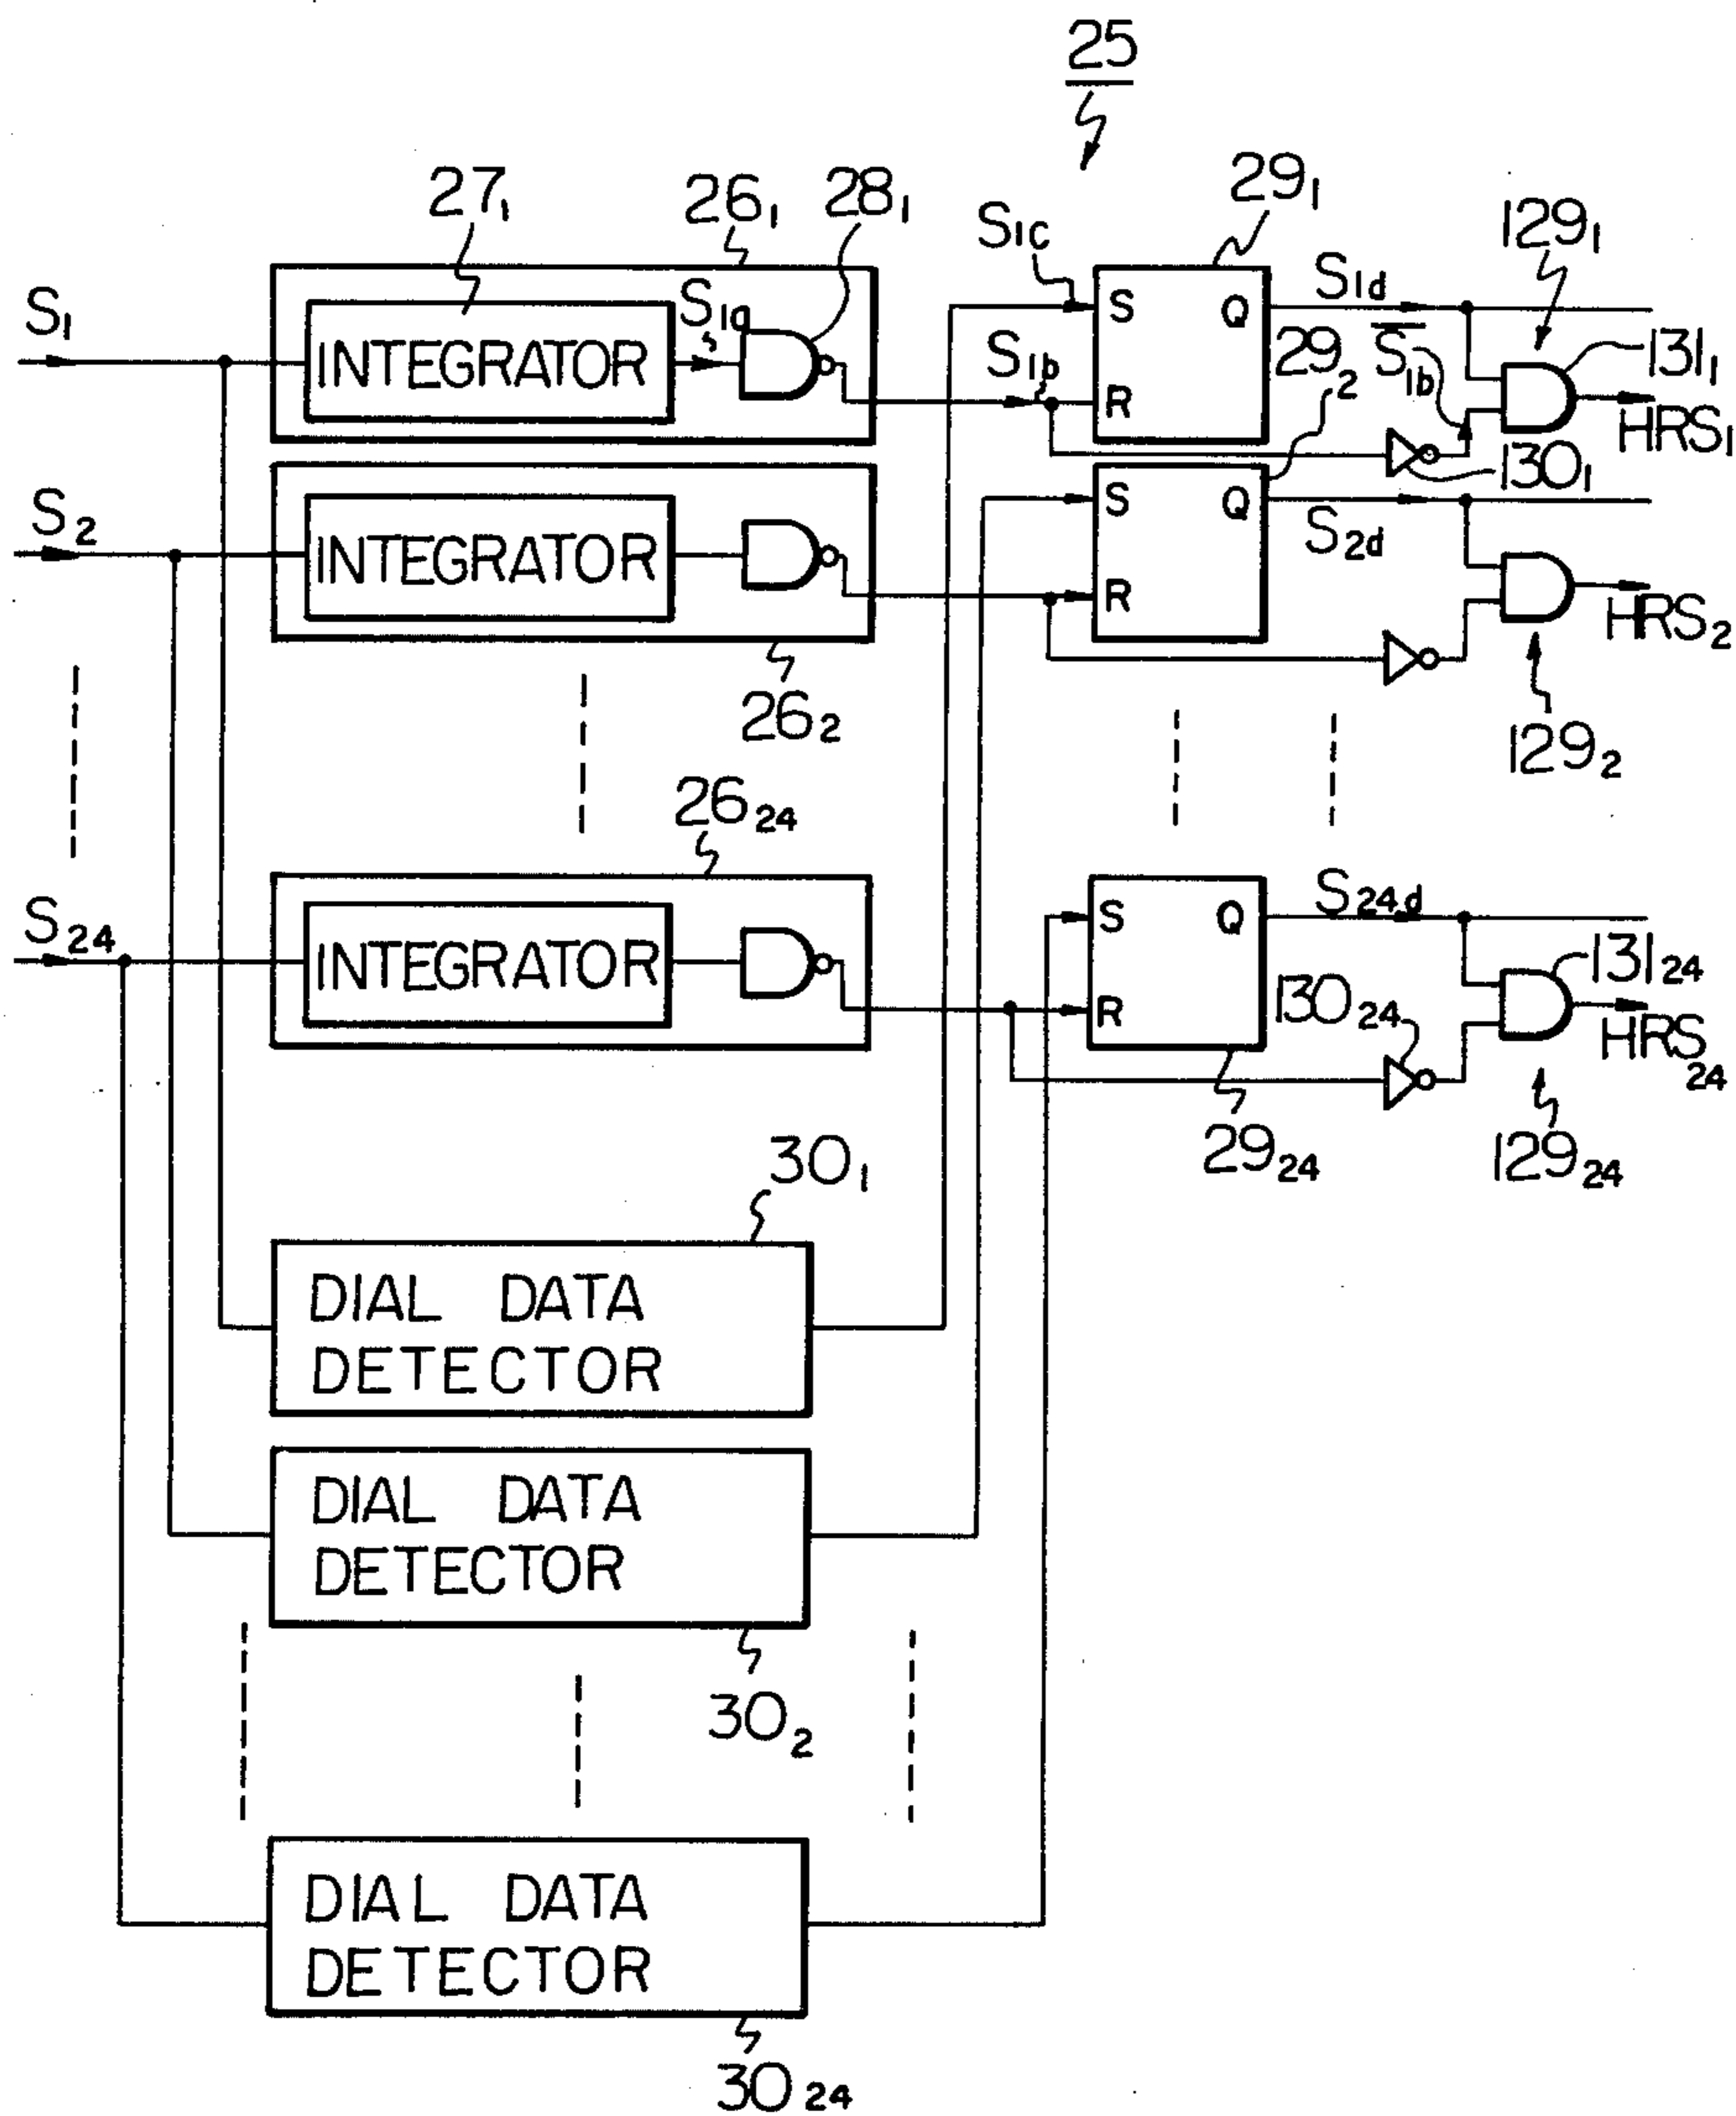 25
27₁
26₁
28₁
S₁c
29₁
129₁
S₁
INTEGRATOR
S₁a
S₁b
S
Q
R
S₁d
S̅₁b
131₁
HRS₁
130₁
29₂
S₂
INTEGRATOR
S
Q
R
S₂d
HRS₂
26₂
129₂
26₂₄
S₂₄
INTEGRATOR
S
Q
R
S₂₄d
131₂₄
130₂₄
HRS₂₄
29₂₄
129₂₄
30₁
DIAL DATA
DETECTOR
DIAL DATA
DETECTOR
30₂
DIAL DATA
DETECTOR
30₂₄